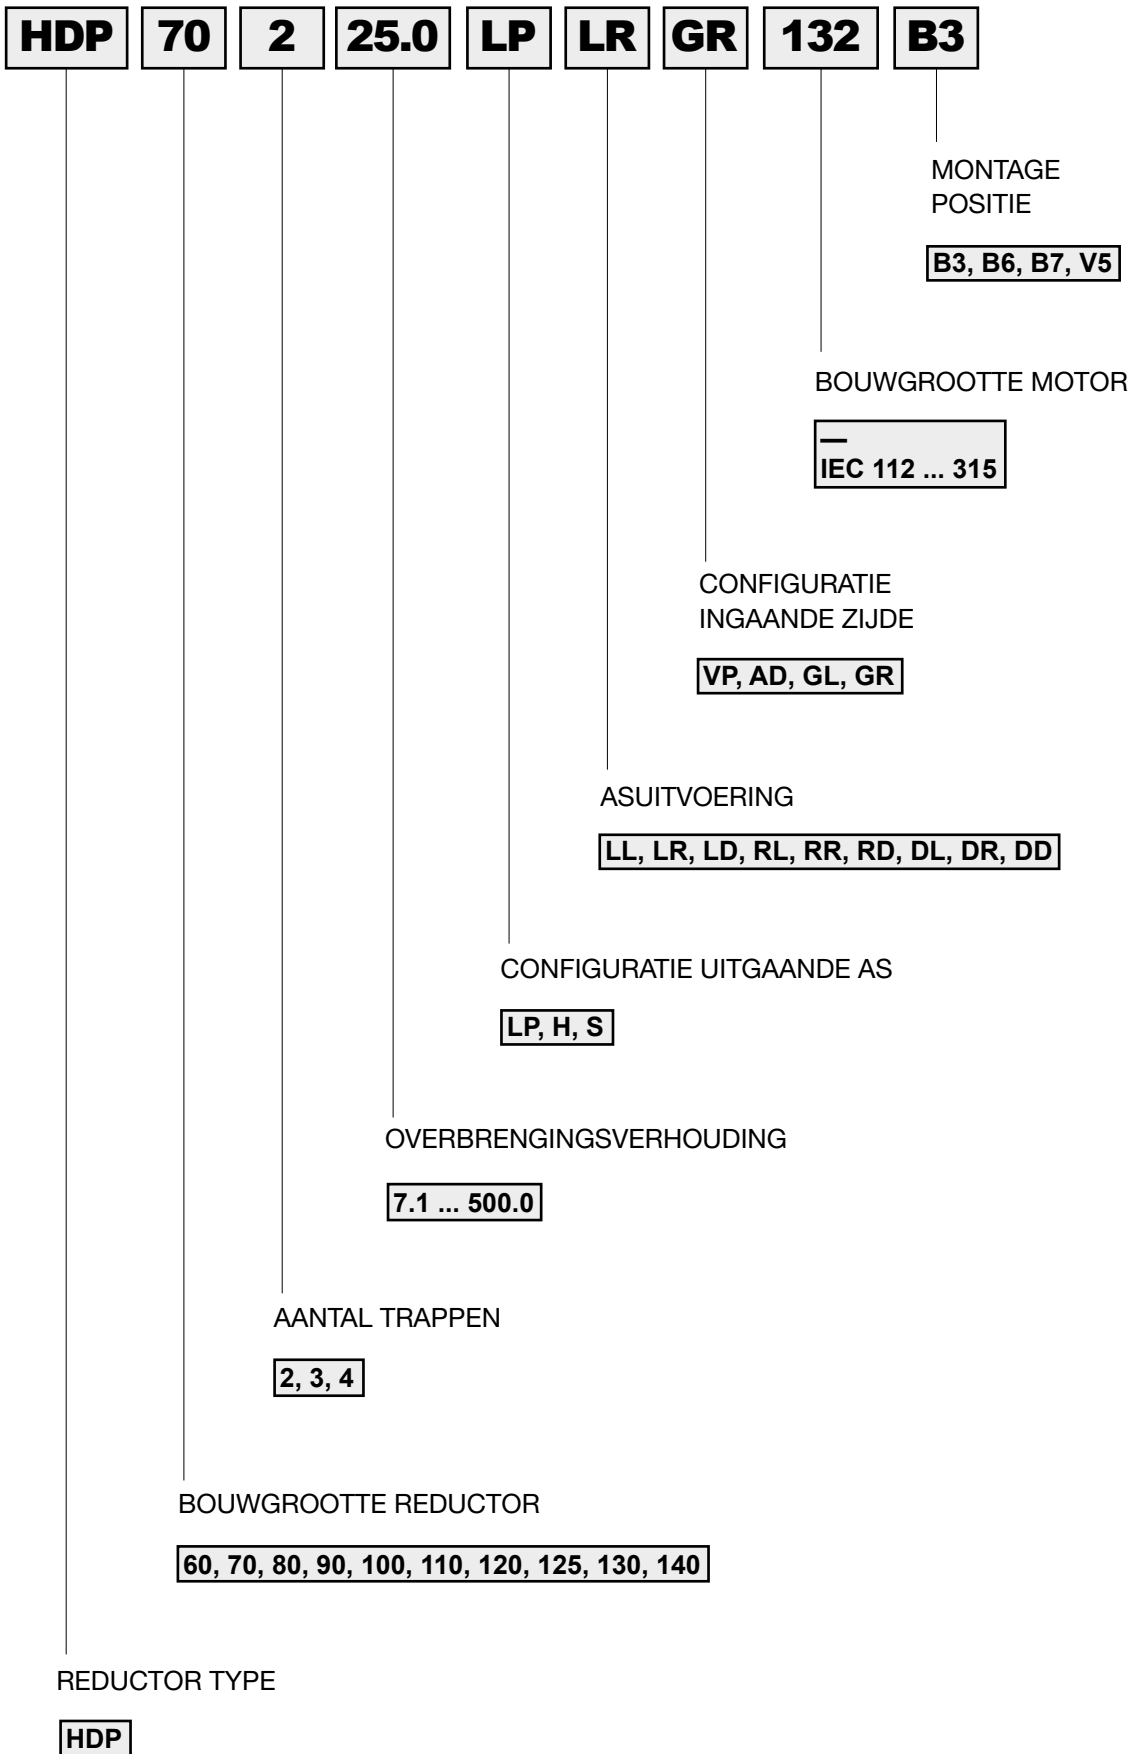 HDP 70 2 25.0 LP LR GR 132 B3
MONTAGE
POSITIE
B3, B6, B7, V5
BOUWGROOTTE MOTOR
—
IEC 112 ... 315
CONFIGURATIE
INGAANDE ZIJDE
VP, AD, GL, GR
ASUITVOERING
LL, LR, LD, RL, RR, RD, DL, DR, DD
CONFIGURATIE UITGAANDE AS
LP, H, S
OVERBRENGINGSVERHOUDING
7.1 ... 500.0
AANTAL TRAPPEN
2, 3, 4
BOUWGROOTTE REDUCTOR
60, 70, 80, 90, 100, 110, 120, 125, 130, 140
REDUCTOR TYPE
HDP